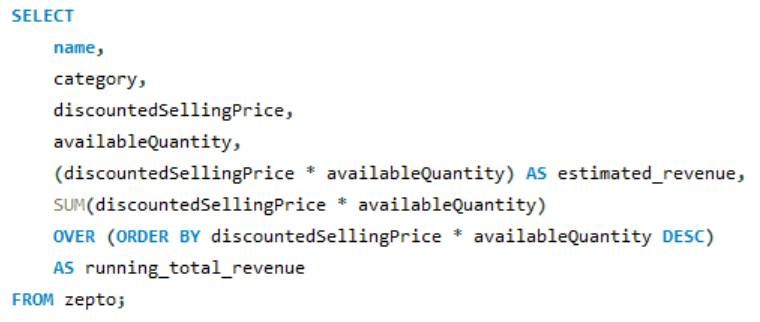 SELECT
    name,
    category,
    discountedSellingPrice,
    availableQuantity,
    (discountedSellingPrice * availableQuantity) AS estimated_revenue,
    SUM(discountedSellingPrice * availableQuantity)
    OVER (ORDER BY discountedSellingPrice * availableQuantity DESC)
    AS running_total_revenue
FROM zepto;